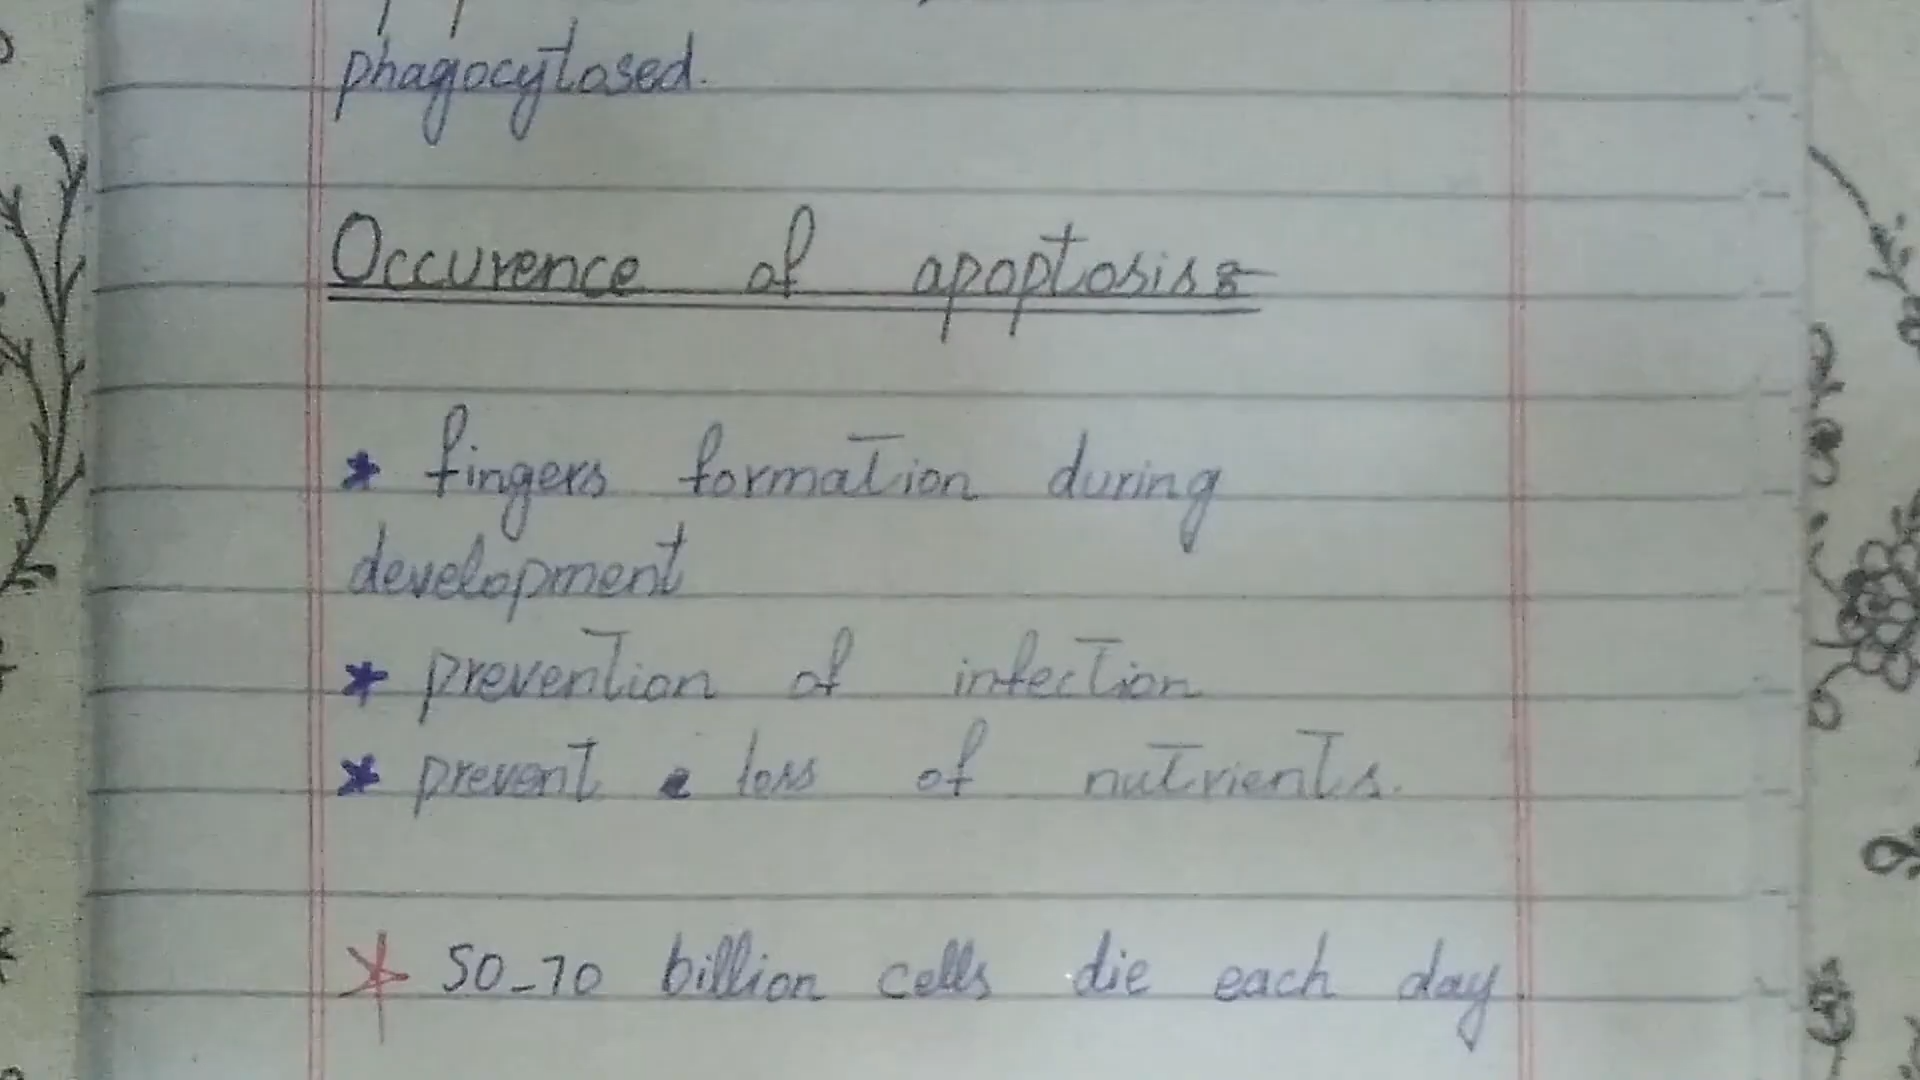 phagocytosed.
Occurence of apoptosis:-
* fingers formation during
development
* prevention of infection
* prevent loss of nutrients.
* 50-70 billion cells die each day.